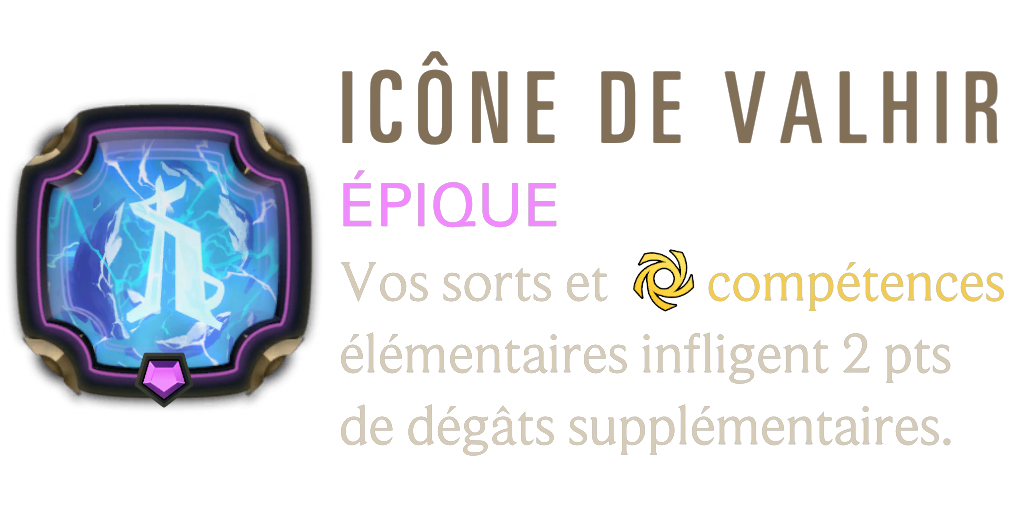 ICÔNE DE VALHIR
ÉPIQUE
Vos sorts et compétences
élémentaires infligent 2 pts
de dégâts supplémentaires.